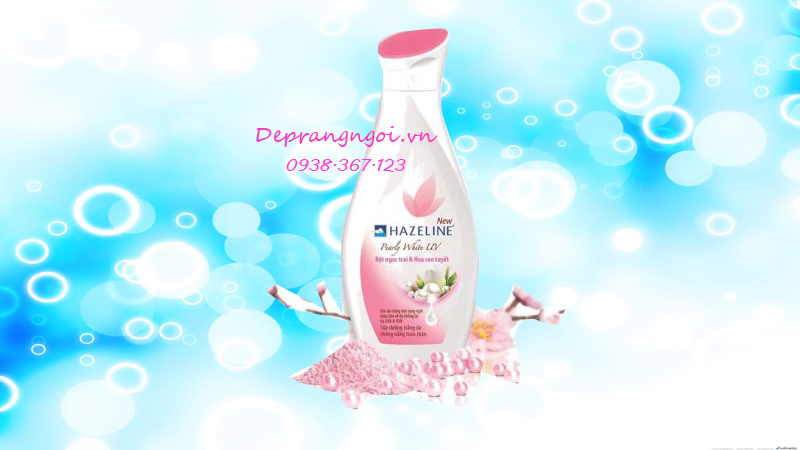 Deprangngoi.vn
0938·367·123
New
HAZELINE
Pearly White UV
Bột ngọc trai & Hoa sen tuyết
Sữa dưỡng trắng da
chống nắng toàn thân